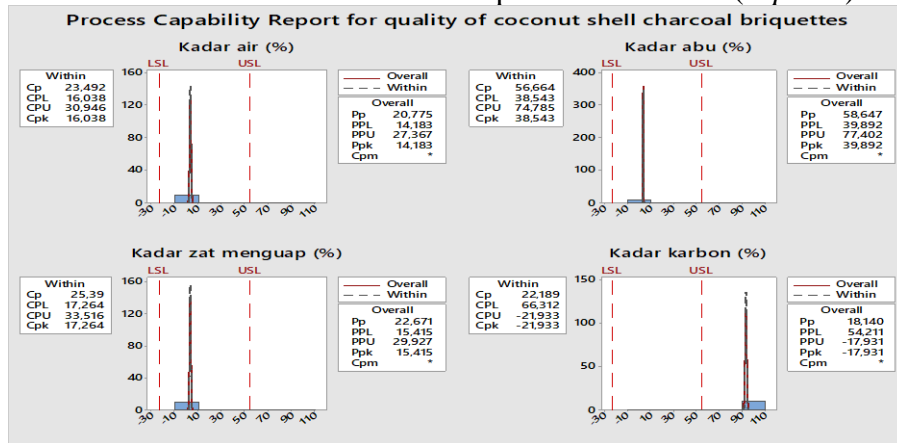 Process Capability Report for quality of coconut shell charcoal briquettes
Kadar air (%)
LSL USL
Within
Cp 23,492
CPL 16,038
CPU 30,946
Cpk 16,038
160
120
80
40
0
-30 -10 10 30 50 70 90 110
Overall
Within
Overall
Pp 20,775
PPL 14,183
PPU 27,367
Ppk 14,183
Cpm *
Kadar abu (%)
LSL USL
Within
Cp 56,664
CPL 38,543
CPU 74,785
Cpk 38,543
400
300
200
100
0
-30 -10 10 30 50 70 90 110
Overall
Within
Overall
Pp 58,647
PPL 39,892
PPU 77,402
Ppk 39,892
Cpm *
Kadar zat menguap (%)
LSL USL
Within
Cp 25,39
CPL 17,264
CPU 33,516
Cpk 17,264
160
120
80
40
0
-30 -10 10 30 50 70 90 110
Overall
Within
Overall
Pp 22,671
PPL 15,415
PPU 29,927
Ppk 15,415
Cpm *
Kadar karbon (%)
LSL USL
Within
Cp 22,189
CPL 66,312
CPU -21,933
Cpk -21,933
150
100
50
0
-30 -10 10 30 50 70 90 110
Overall
Within
Overall
Pp 18,140
PPL 54,211
PPU -17,931
Ppk -17,931
Cpm *